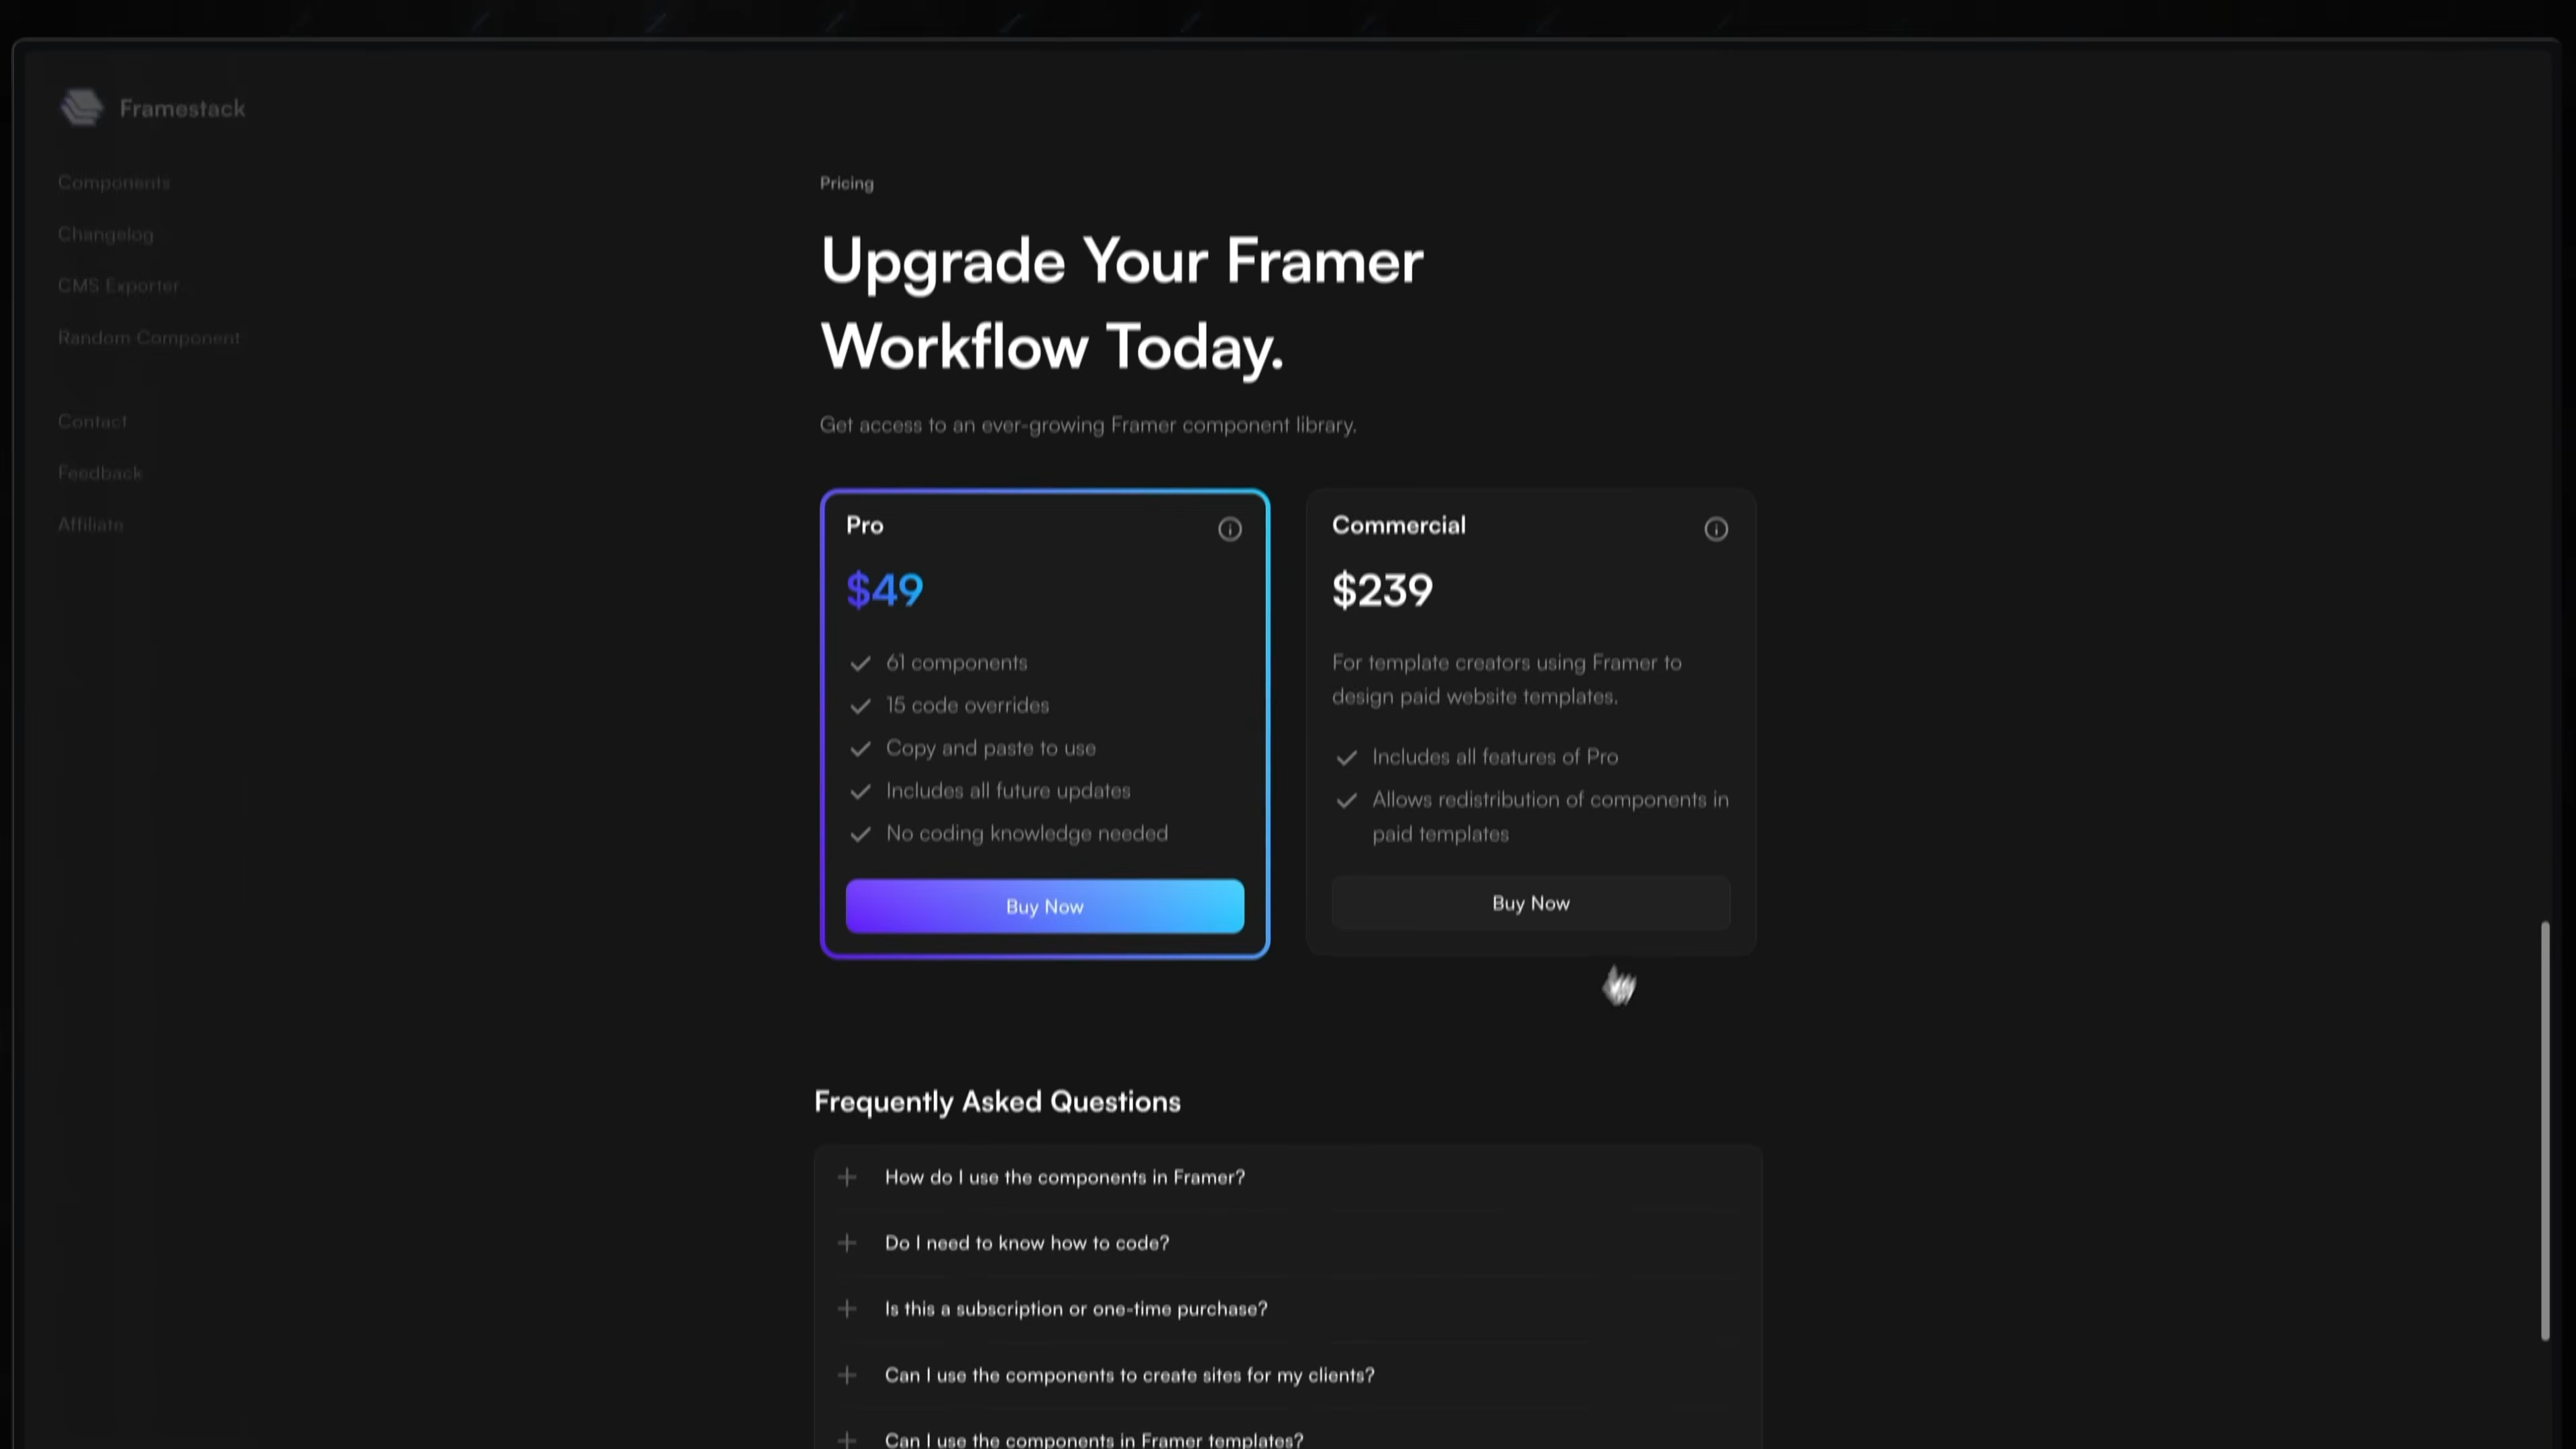 Framestack
Components
Changelog
CMS Exporter
Random Component
Contact
Feedback
Affiliate
Pricing
Upgrade Your Framer
Workflow Today.
Get access to an ever-growing Framer component library.
Pro
$49
61 components
15 code overrides
Copy and paste to use
Includes all future updates
No coding knowledge needed
Buy Now
Commercial
$239
For template creators using Framer to
design paid website templates.
Includes all features of Pro
Allows redistribution of components in
paid templates
Buy Now
Frequently Asked Questions
How do I use the components in Framer?
Do I need to know how to code?
Is this a subscription or one-time purchase?
Can I use the components to create sites for my clients?
Can I use the components in Framer templates?